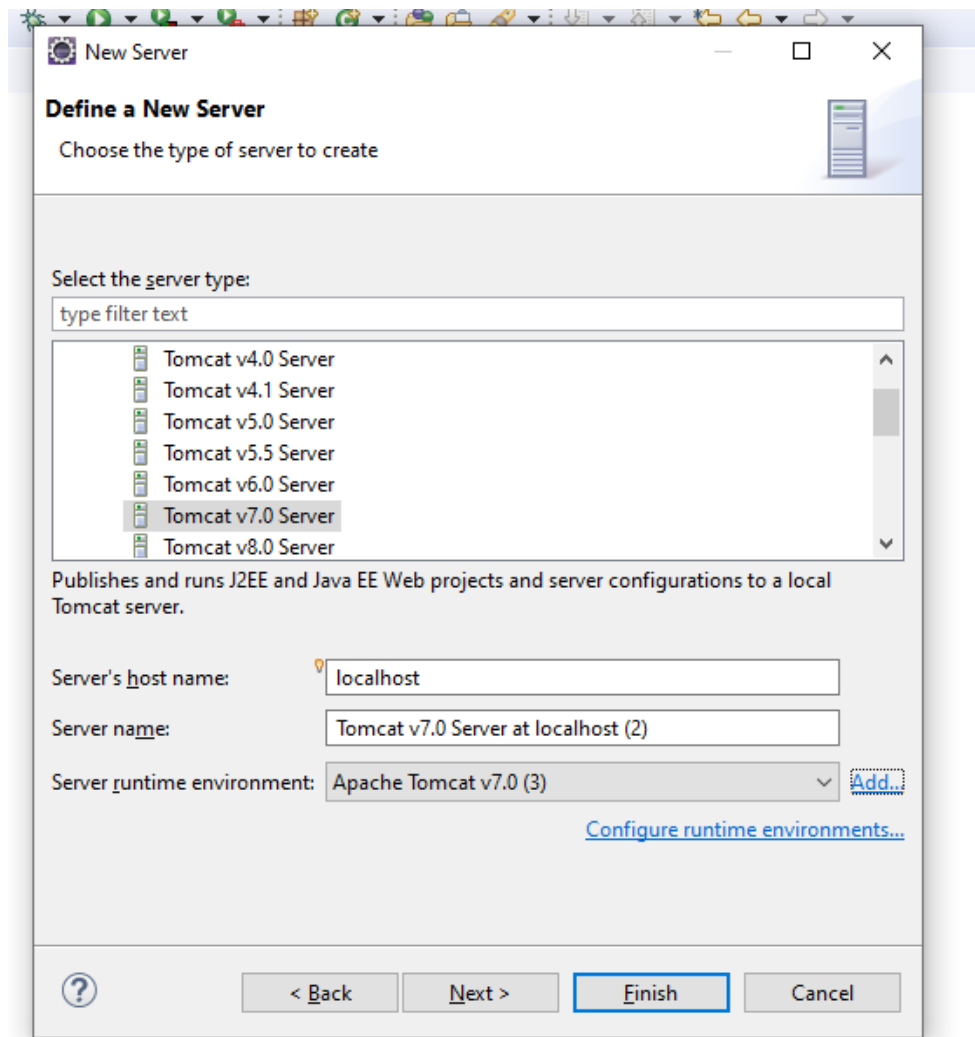 New Server
Define a New Server
Choose the type of server to create
Select the server type:
type filter text
Tomcat v4.0 Server
Tomcat v4.1 Server
Tomcat v5.0 Server
Tomcat v5.5 Server
Tomcat v6.0 Server
Tomcat v7.0 Server
Tomcat v8.0 Server
Publishes and runs J2EE and Java EE Web projects and server configurations to a local
Tomcat server.
Server's host name: localhost
Server name: Tomcat v7.0 Server at localhost (2)
Server runtime environment: Apache Tomcat v7.0 (3) Add...
Configure runtime environments...
? < Back Next > Finish Cancel